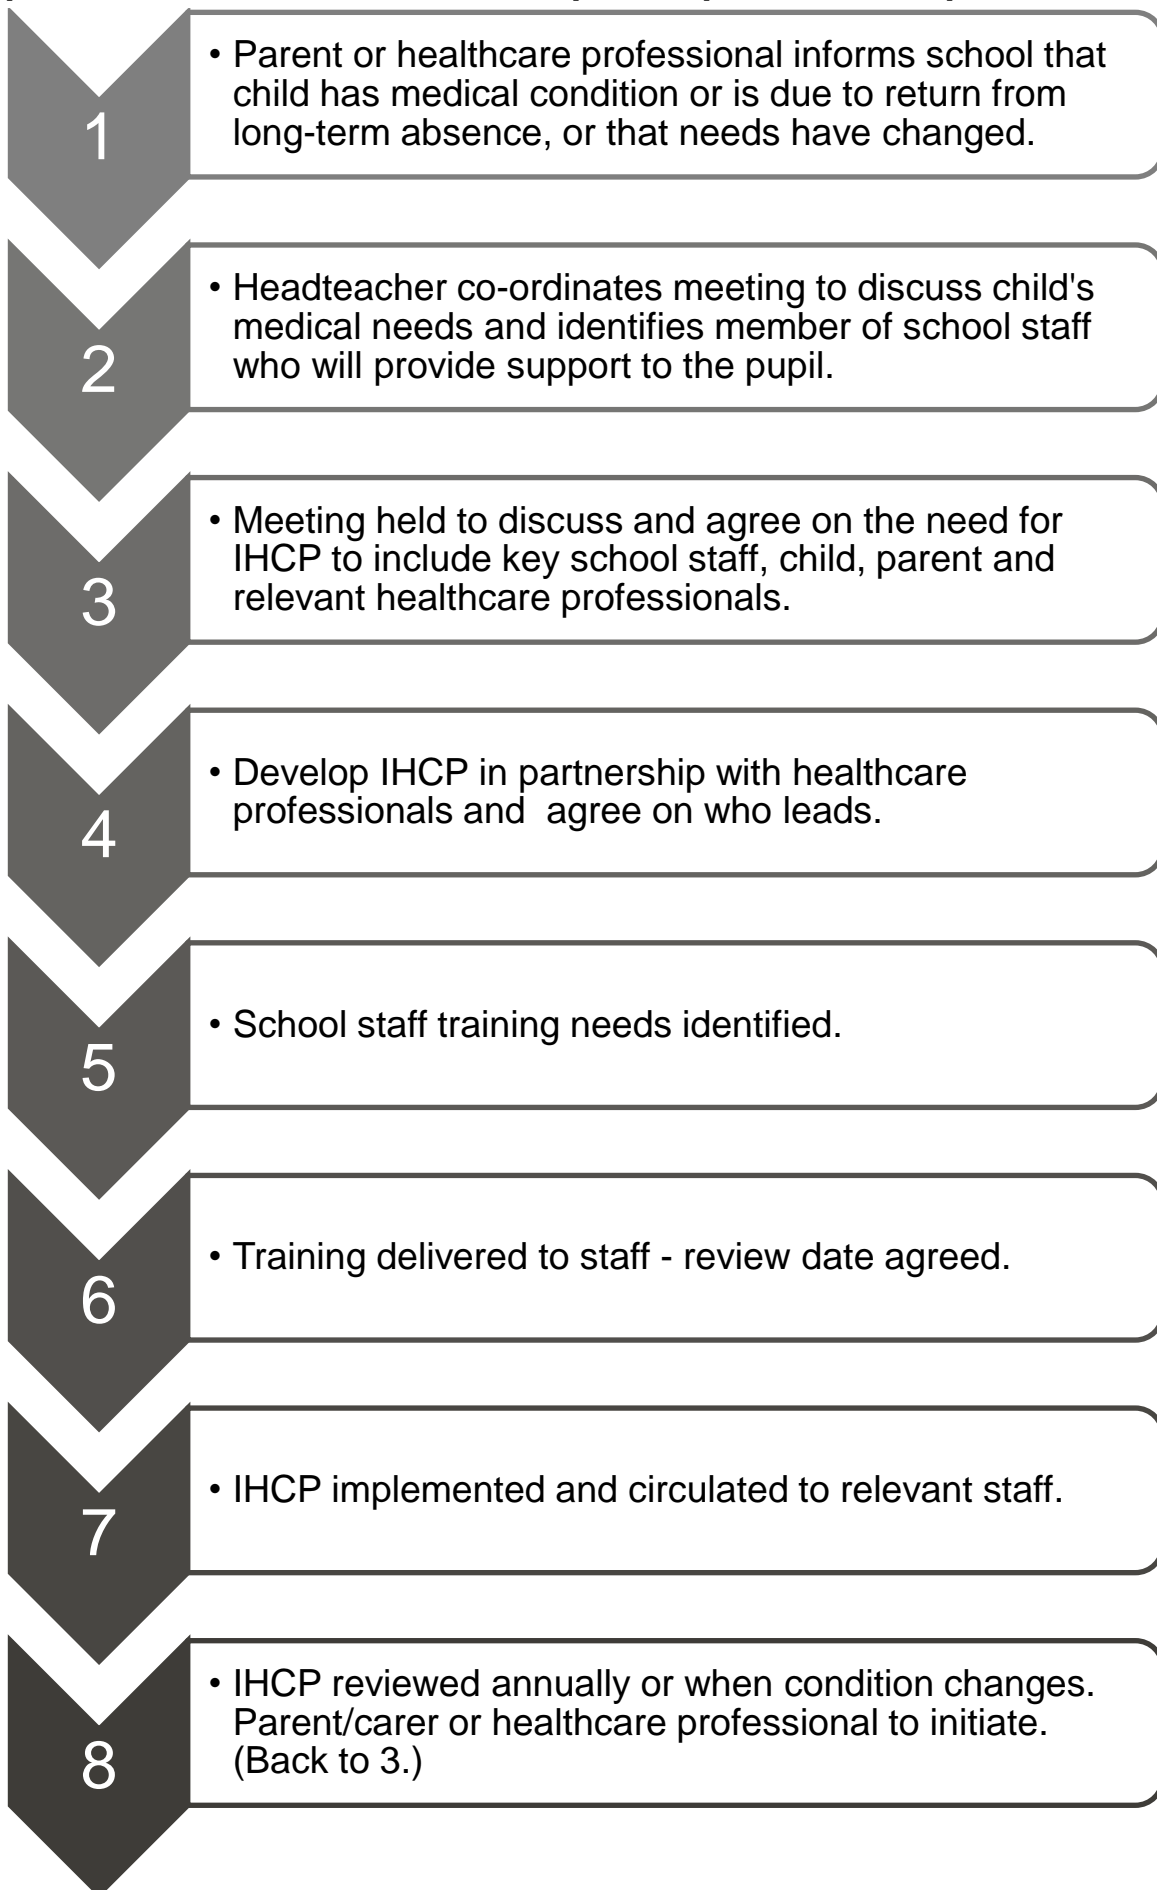 1
• Parent or healthcare professional informs school that
child has medical condition or is due to return from
long-term absence, or that needs have changed.
2
• Headteacher co-ordinates meeting to discuss child's
medical needs and identifies member of school staff
who will provide support to the pupil.
3
• Meeting held to discuss and agree on the need for
IHCP to include key school staff, child, parent and
relevant healthcare professionals.
4
• Develop IHCP in partnership with healthcare
professionals and  agree on who leads.
5
• School staff training needs identified.
6
• Training delivered to staff - review date agreed.
7
• IHCP implemented and circulated to relevant staff.
8
• IHCP reviewed annually or when condition changes.
Parent/carer or healthcare professional to initiate.
(Back to 3.)